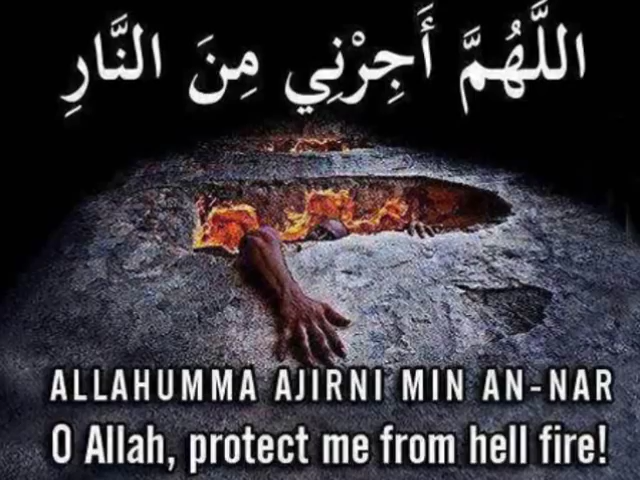 اللَّهُمَّ أَجِرْنِي مِنَ النَّارِ
ALLAHUMMA AJIRNI MIN AN-NAR
O Allah, protect me from hell fire!